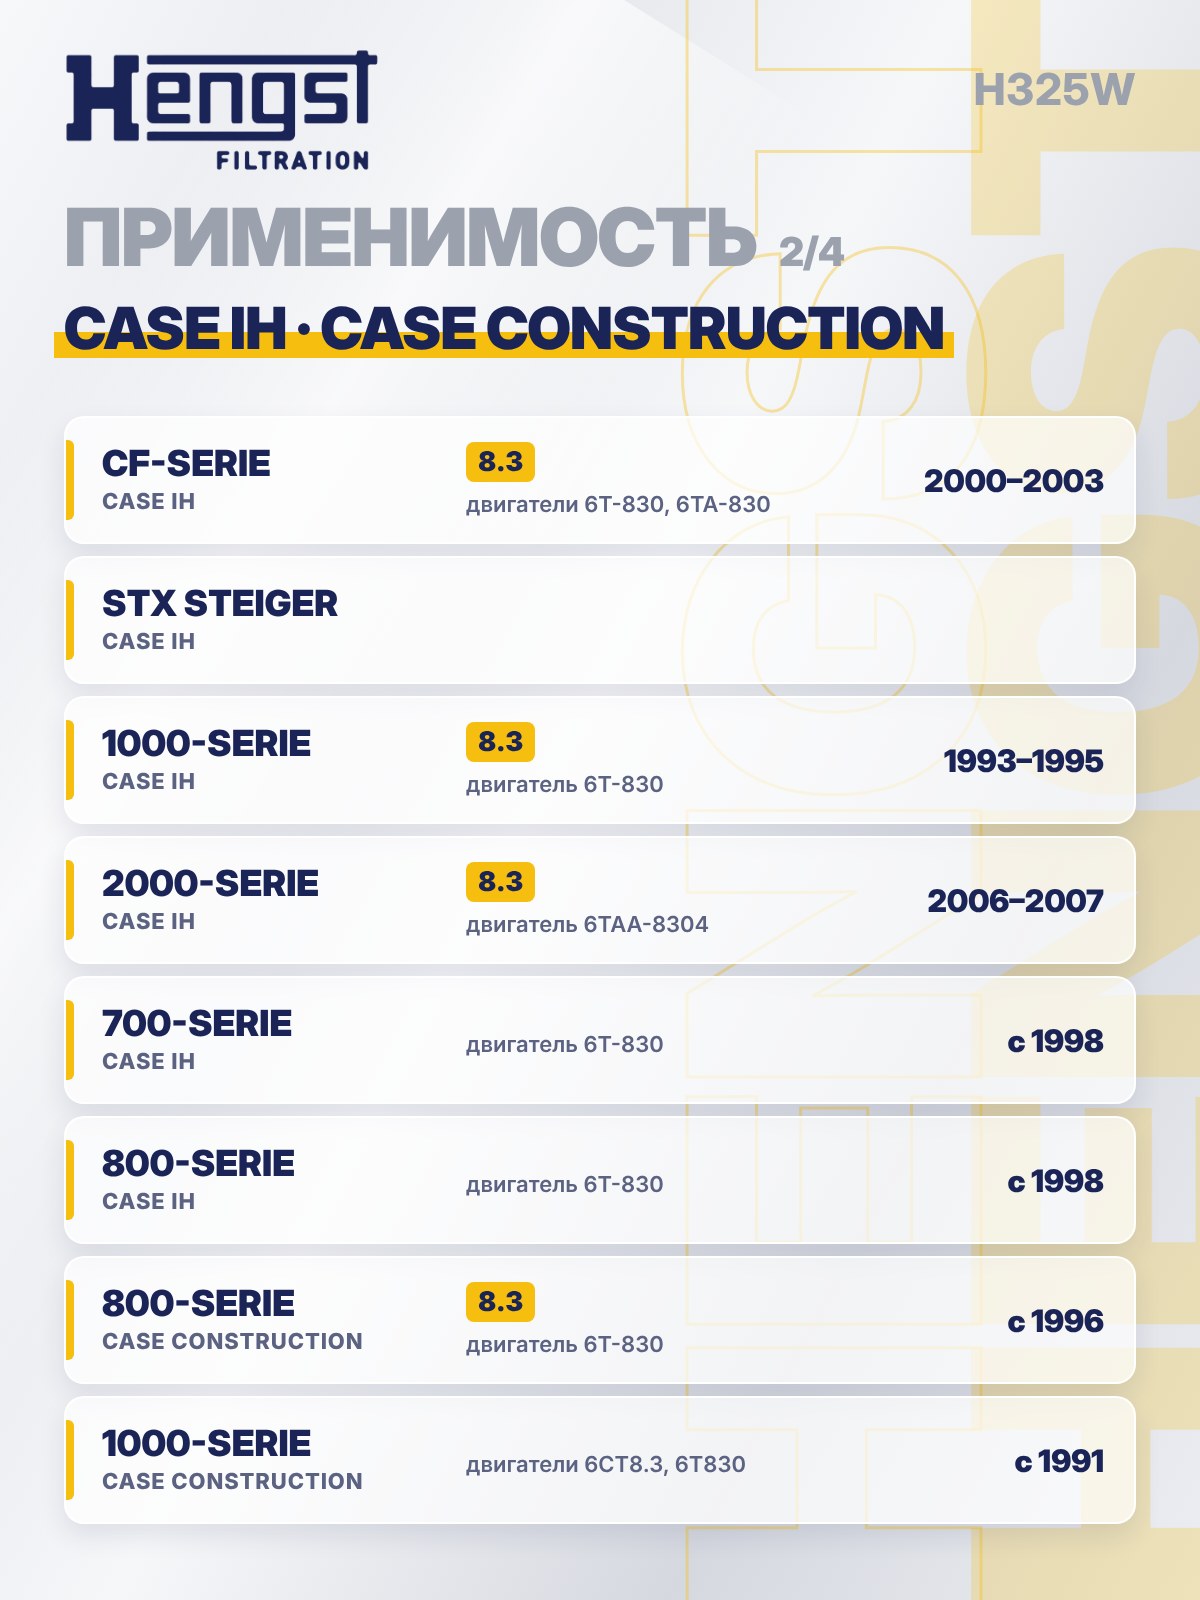 Hengst
FILTRATION
H325W
ПРИМЕНИМОСТЬ 2/4
CASE IH · CASE CONSTRUCTION
CF-SERIE
CASE IH
8.3
двигатели 6T-830, 6TA-830
2000–2003
STX STEIGER
CASE IH
1000-SERIE
CASE IH
8.3
двигатель 6T-830
1993–1995
2000-SERIE
CASE IH
8.3
двигатель 6TAA-8304
2006–2007
700-SERIE
CASE IH
двигатель 6T-830
с 1998
800-SERIE
CASE IH
двигатель 6T-830
с 1998
800-SERIE
CASE CONSTRUCTION
8.3
двигатель 6T-830
с 1996
1000-SERIE
CASE CONSTRUCTION
двигатели 6CT8.3, 6T830
с 1991
HENGST
HENGST